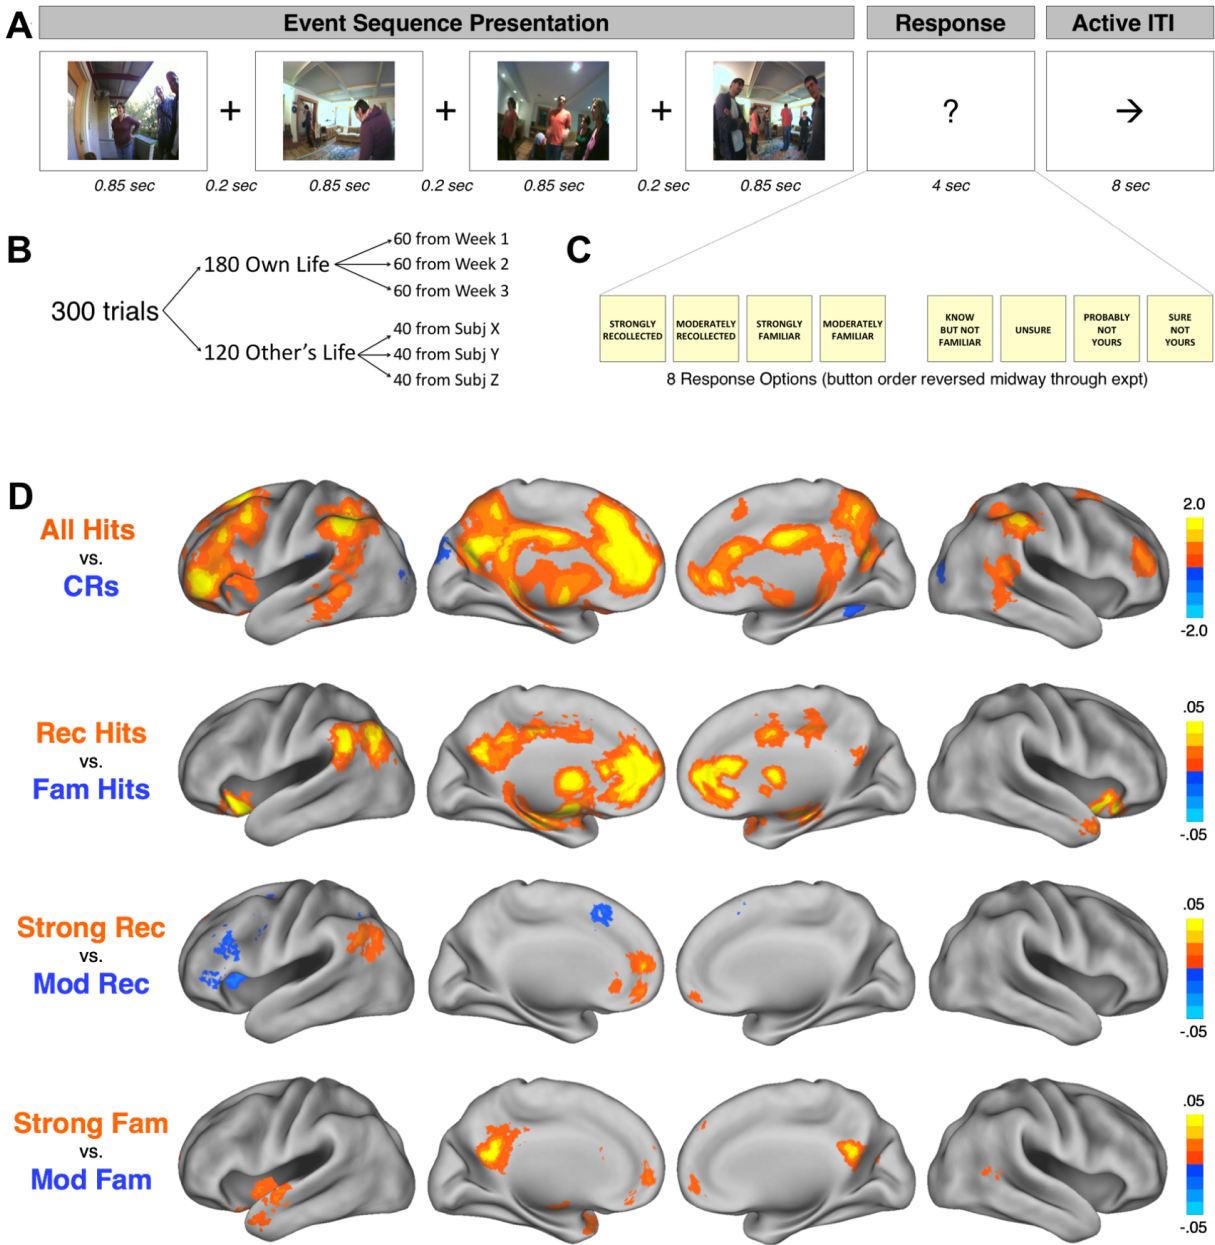 A
Event Sequence Presentation
Response
Active ITI
+
+
+
?
→
0.85 sec
0.2 sec
0.85 sec
0.2 sec
0.85 sec
0.2 sec
0.85 sec
4 sec
8 sec
B
300 trials
180 Own Life
60 from Week 1
60 from Week 2
60 from Week 3
120 Other's Life
40 from Subj X
40 from Subj Y
40 from Subj Z
C
STRONGLY
RECOLLECTED
MODERATELY
RECOLLECTED
STRONGLY
FAMILIAR
MODERATELY
FAMILIAR
KNOW
BUT NOT
FAMILIAR
UNSURE
PROBABLY
NOT
YOURS
SURE
NOT
YOURS
8 Response Options (button order reversed midway through expt)
D
All Hits
vs.
CRs
2.0
-2.0
Rec Hits
vs.
Fam Hits
.05
-.05
Strong Rec
vs.
Mod Rec
.05
-.05
Strong Fam
vs.
Mod Fam
.05
-.05